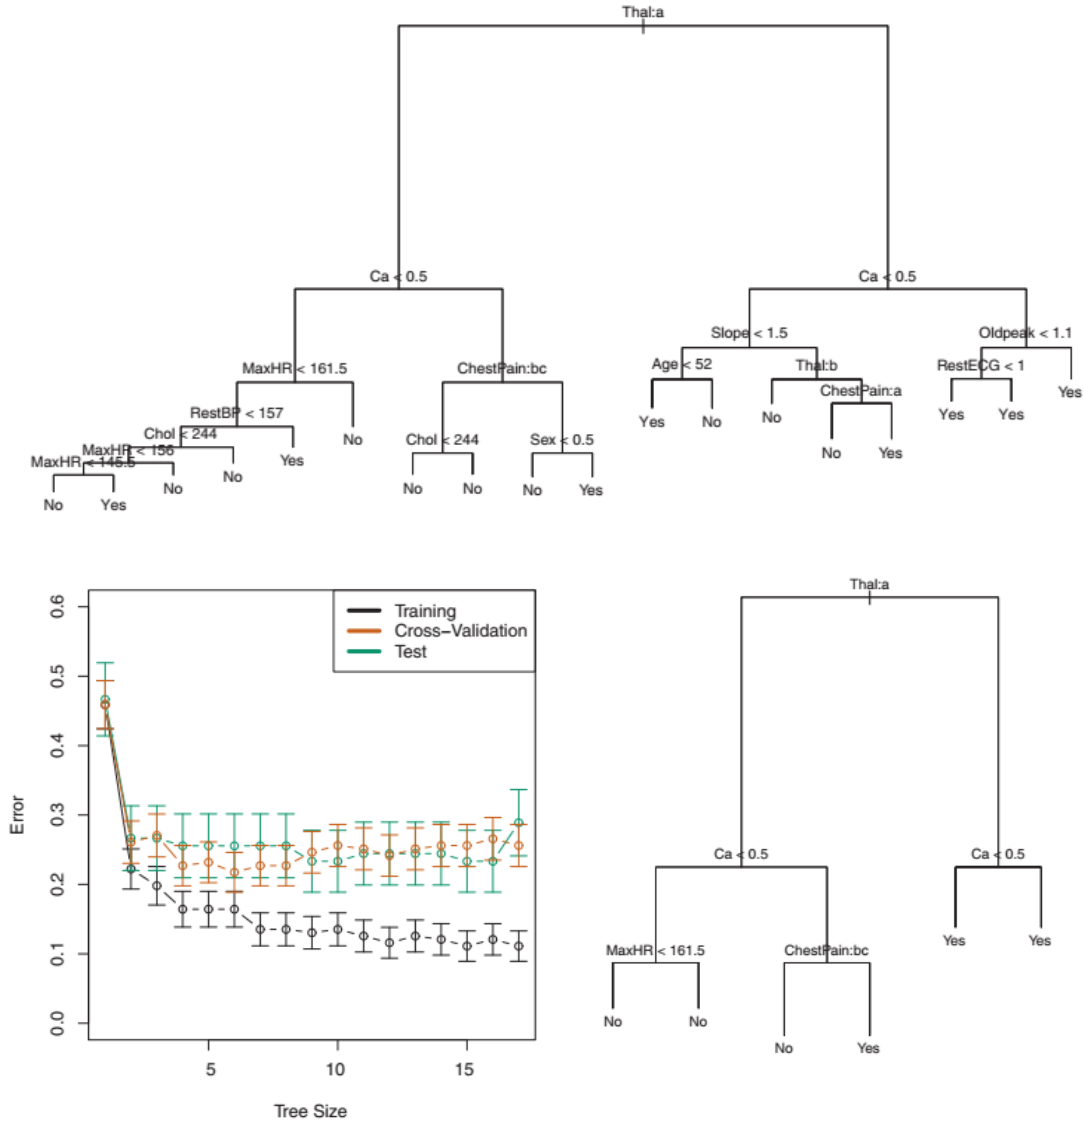 Thal:a
Ca < 0.5
Ca < 0.5
Slope < 1.5
Oldpeak < 1.1
MaxHR < 161.5
ChestPain:bc
Age < 52
Thal:b
RestECG < 1
Yes
No
No
ChestPain:a
Yes
Yes
Yes
No
Yes
RestBP < 157
No
Chol < 244
Yes
Chol < 244
Sex < 0.5
MaxHR < 156
No
No
No
No
Yes
MaxHR < 145.5
No
No
Yes
0.6
0.5
0.4
0.3
0.2
0.1
0.0
Error
Training
Cross-Validation
Test
5
10
15
Tree Size
Thal:a
Ca < 0.5
Ca < 0.5
MaxHR < 161.5
ChestPain:bc
Yes
Yes
No
No
No
Yes